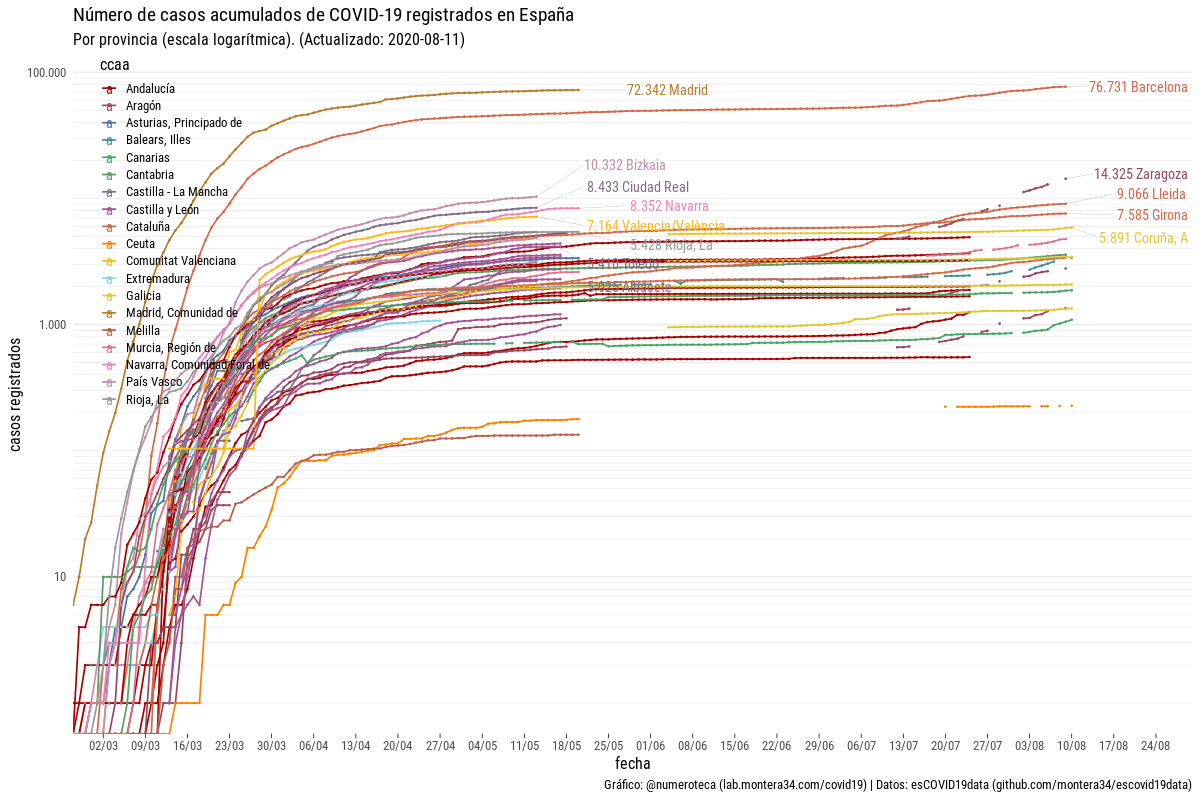 Número de casos acumulados de COVID-19 registrados en España
Por provincia (escala logarítmica). (Actualizado: 2020-08-11)
ccaa
Andalucía
Aragón
Asturias, Principado de
Balears, Illes
Canarias
Cantabria
Castilla - La Mancha
Castilla y León
Cataluña
Ceuta
Comunitat Valenciana
Extremadura
Galicia
Madrid, Comunidad de
Melilla
Murcia, Región de
Navarra, Comunidad Foral de
País Vasco
Rioja, La
casos registrados
100.000
1.000
10
72.342 Madrid
76.731 Barcelona
10.332 Bizkaia
8.433 Ciudad Real
8.352 Navarra
7.164 Valencia/València
5.428 Rioja, La
14.325 Zaragoza
9.066 Lleida
7.585 Girona
5.891 Coruña, A
Albacete
02/03 09/03 16/03 23/03 30/03 06/04 13/04 20/04 27/04 04/05 11/05 18/05 25/05 01/06 08/06 15/06 22/06 29/06 06/07 13/07 20/07 27/07 03/08 10/08 17/08 24/08
fecha
Gráfico: @numeroteca (lab.montera34.com/covid19) | Datos: esCOVID19data (github.com/montera34/escovid19data)